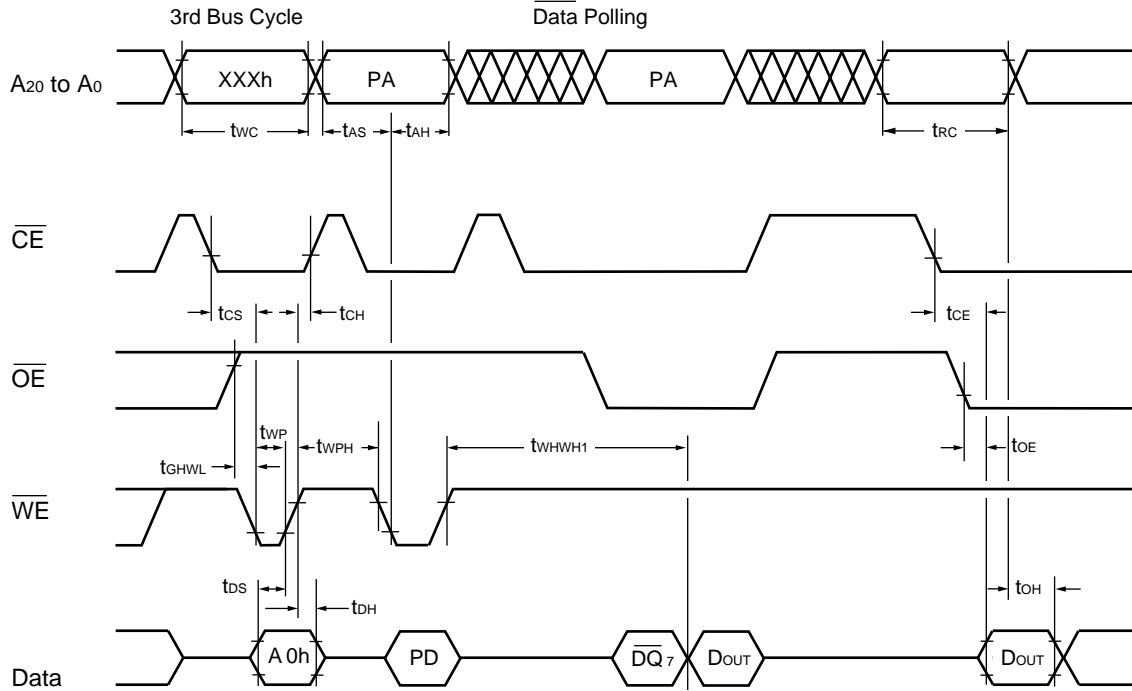 3rd Bus Cycle Data Polling
A20 to A0 XXXh PA PA
tWC tAS tAH tRC
CE
tCS tCH tCE
OE
tWP tWPH tWHWH1 tOE
tGHWL
WE
tDS tDH tOH
Data A0h PD DQ7 DOUT DOUT